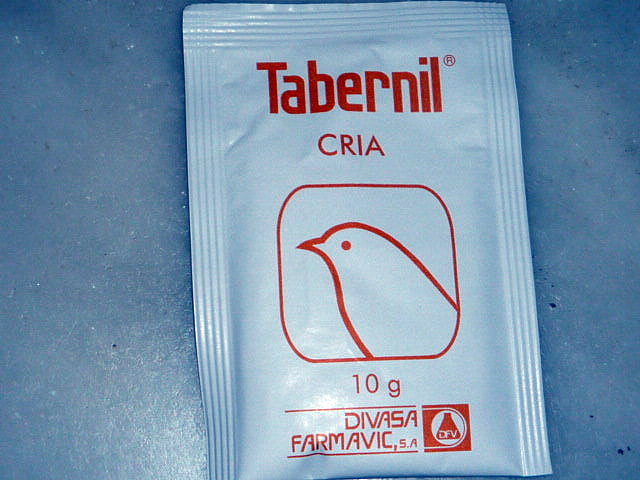 Tabernil®
CRIA
10 g
DIVASA
FARMAVIC, S.A
DFV